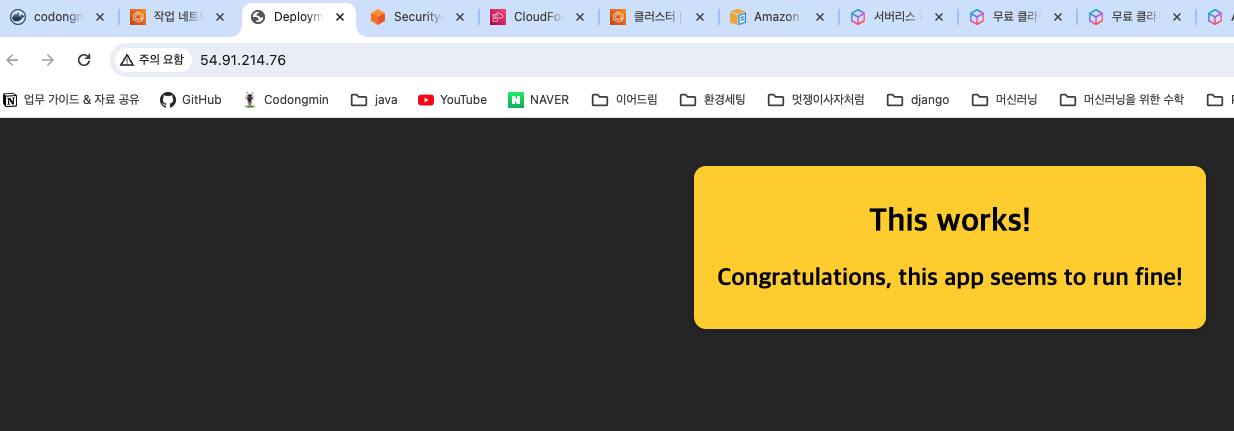 codongn
작업 네트워
Deploym
Security
CloudFor
클러스터 |
Amazon
서버리스
무료 클라우
무료 클라우
주의 요함
54.91.214.76
업무 가이드 & 자료 공유
GitHub
Codongmin
java
YouTube
NAVER
이어드림
환경세팅
멋쟁이사자처럼
django
머신러닝
머신러닝을 위한 수학
This works!
Congratulations, this app seems to run fine!